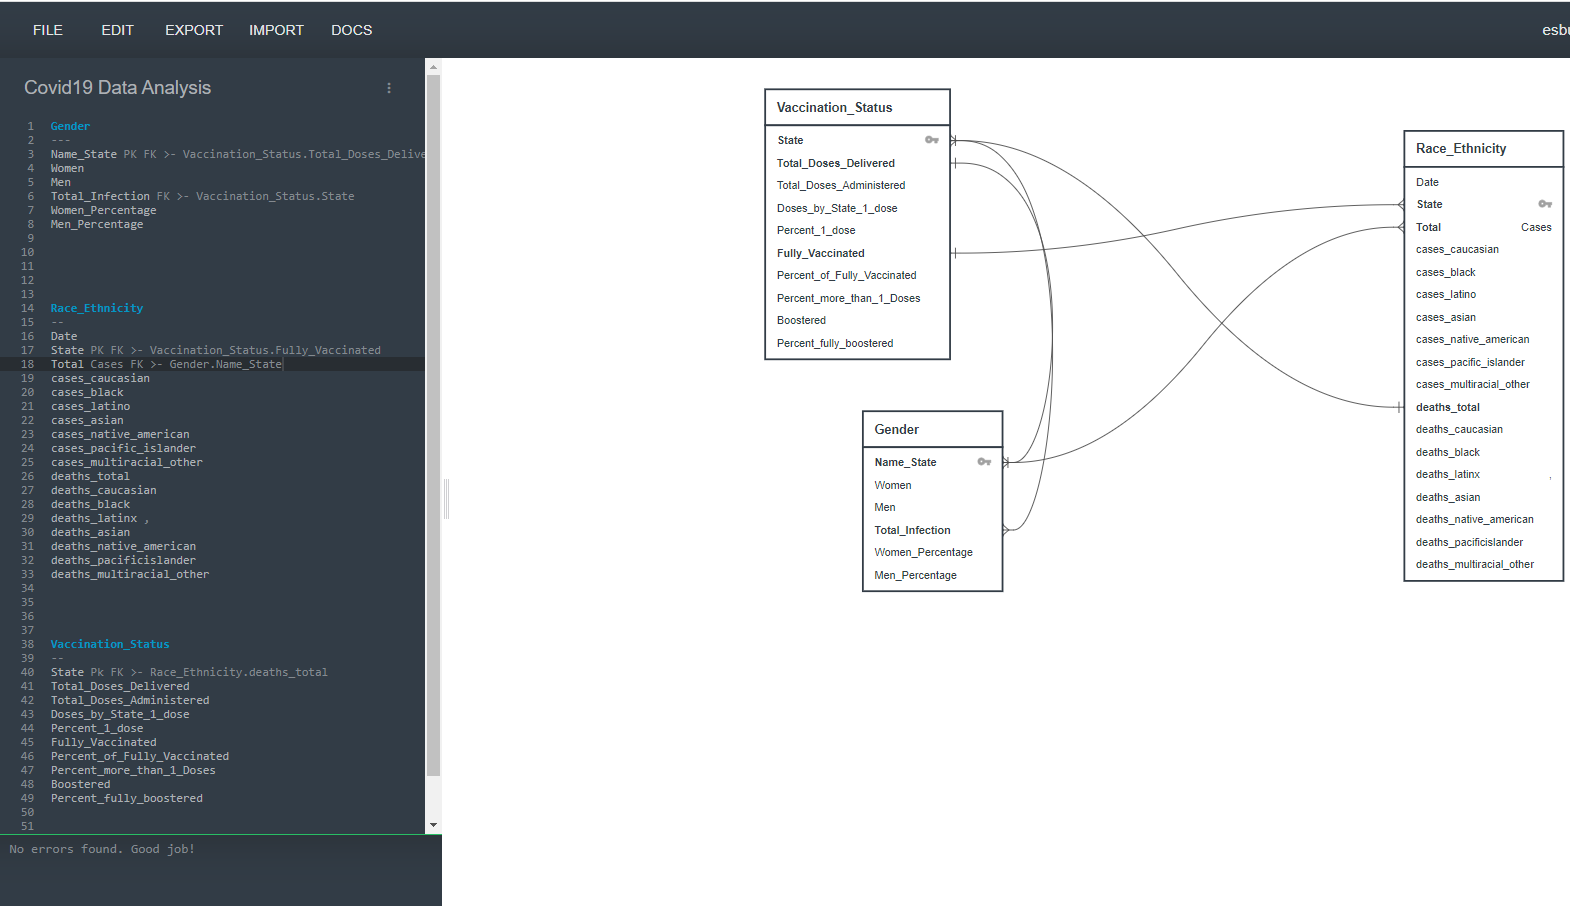 FILE EDIT EXPORT IMPORT DOCS esbu
Covid19 Data Analysis
1 Gender
2 ---
3 Name_State PK FK >- Vaccination_Status.Total_Doses_Delive
4 Women
5 Men
6 Total_Infection FK >- Vaccination_Status.State
7 Women_Percentage
8 Men_Percentage
9
10
11
12
13
14 Race_Ethnicity
15 --
16 Date
17 State PK FK >- Vaccination_Status.Fully_Vaccinated
18 Total Cases FK >- Gender.Name_State
19 cases_caucasian
20 cases_black
21 cases_latino
22 cases_asian
23 cases_native_american
24 cases_pacific_islander
25 cases_multiracial_other
26 deaths_total
27 deaths_caucasian
28 deaths_black
29 deaths_latinx ,
30 deaths_asian
31 deaths_native_american
32 deaths_pacificislander
33 deaths_multiracial_other
34
35
36
37
38 Vaccination_Status
39 --
40 State Pk FK >- Race_Ethnicity.deaths_total
41 Total_Doses_Delivered
42 Total_Doses_Administered
43 Doses_by_State_1_dose
44 Percent_1_dose
45 Fully_Vaccinated
46 Percent_of_Fully_Vaccinated
47 Percent_more_than_1_Doses
48 Boostered
49 Percent_fully_boostered
50
51
No errors found. Good job!
Vaccination_Status
State
Total_Doses_Delivered
Total_Doses_Administered
Doses_by_State_1_dose
Percent_1_dose
Fully_Vaccinated
Percent_of_Fully_Vaccinated
Percent_more_than_1_Doses
Boostered
Percent_fully_boostered
Gender
Name_State
Women
Men
Total_Infection
Women_Percentage
Men_Percentage
Race_Ethnicity
Date
State
Total Cases
cases_caucasian
cases_black
cases_latino
cases_asian
cases_native_american
cases_pacific_islander
cases_multiracial_other
deaths_total
deaths_caucasian
deaths_black
deaths_latinx ,
deaths_asian
deaths_native_american
deaths_pacificislander
deaths_multiracial_other